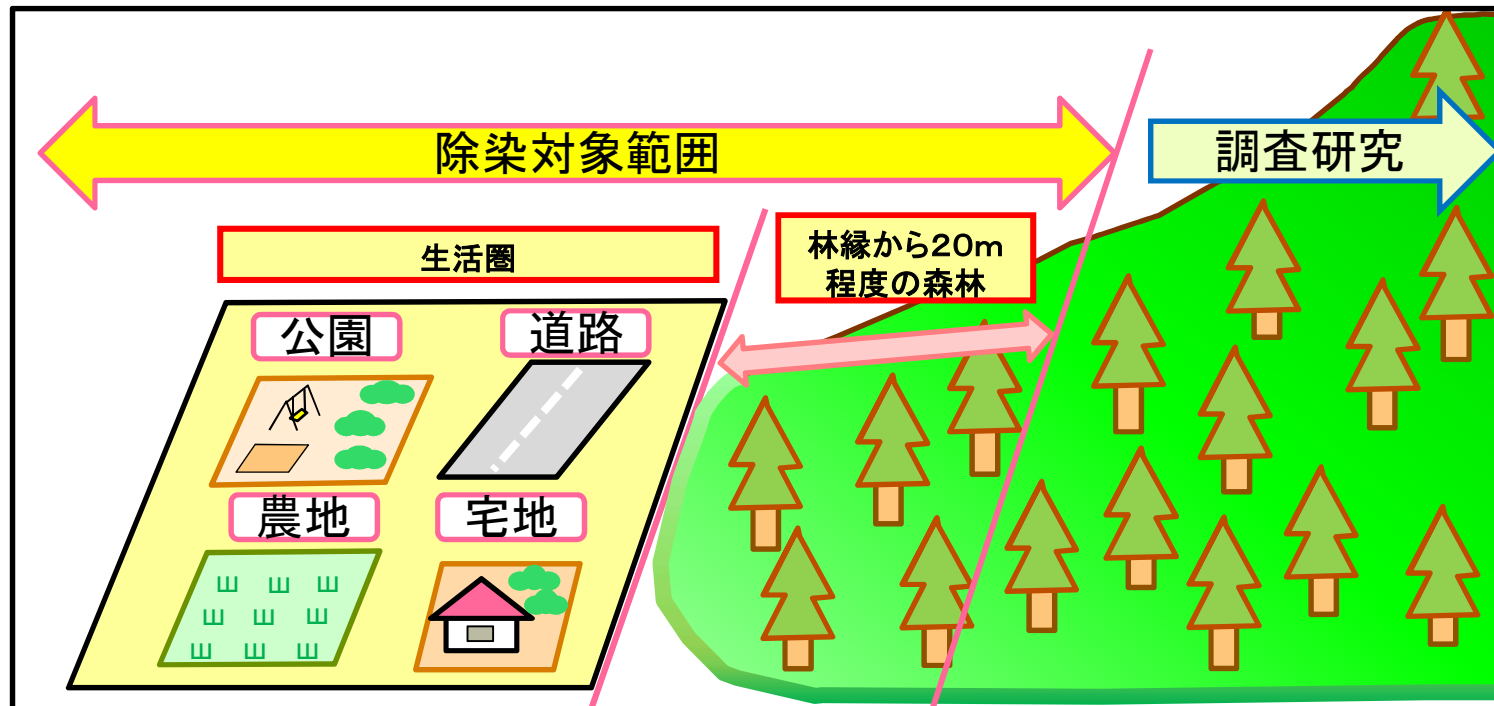 除染対象範囲
調査研究
生活圏
林縁から20m
程度の森林
公園
道路
農地
宅地